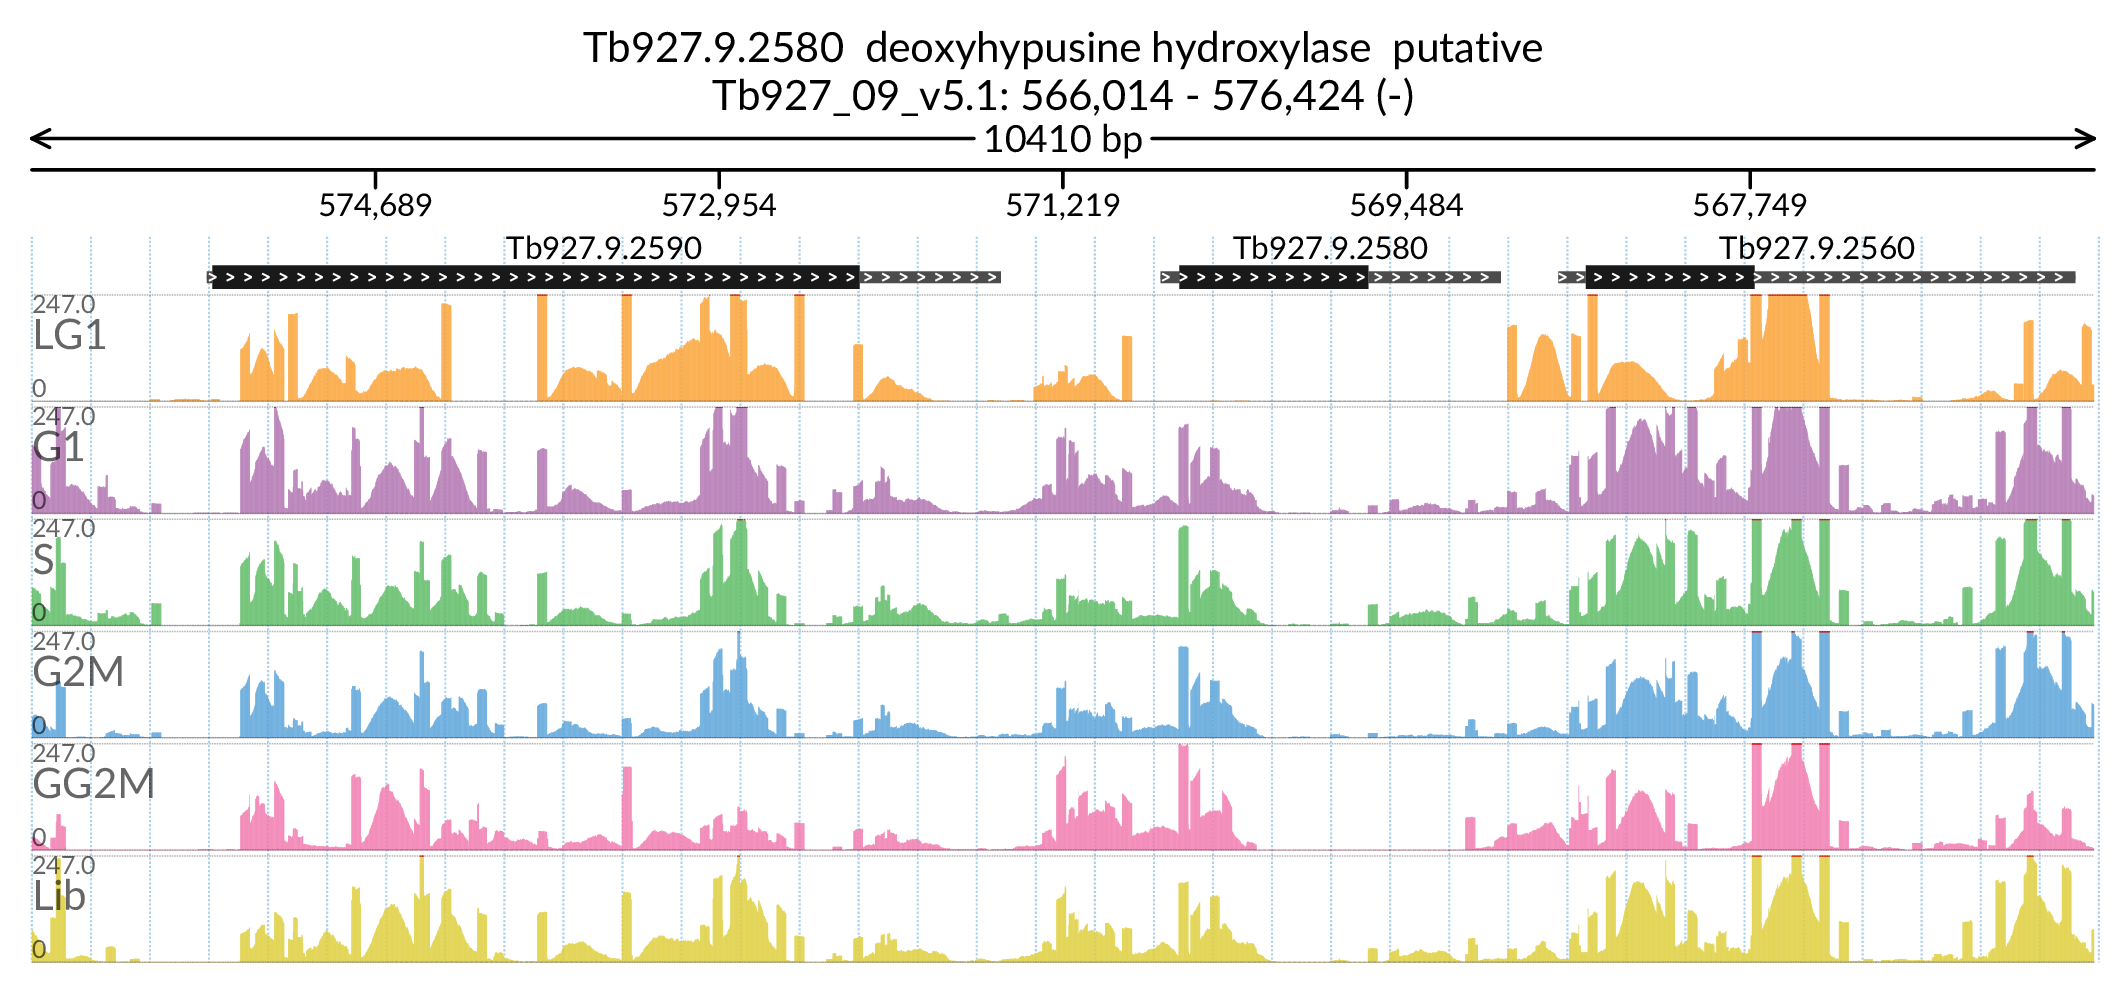 Tb927.9.2580 deoxyhypusine hydroxylase putative
Tb927_09_v5.1: 566,014 - 576,424 (-)
10410 bp
574,689 572,954 571,219 569,484 567,749
Tb927.9.2590 Tb927.9.2580 Tb927.9.2560
247.0
LG1
0
247.0
G1
0
247.0
S
0
247.0
G2M
0
247.0
GG2M
0
247.0
Lib
0